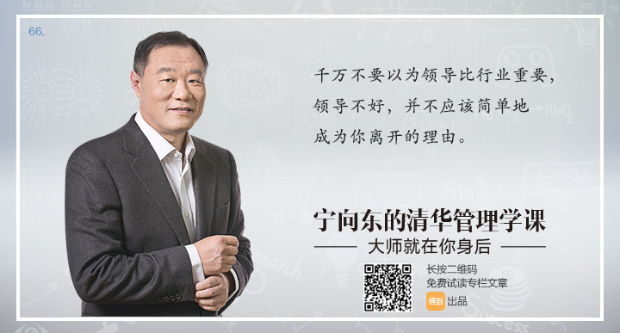 66.
千万不要以为领导比行业重要，
领导不好，并不应该简单地
成为你离开的理由。
宁向东的清华管理学课
大师就在你身后
长按二维码
免费试读专栏文章
得到 出品